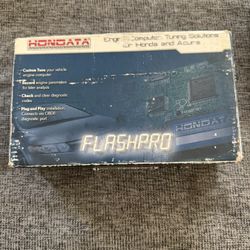 HONDATA
Engine Computer Tuning Solutions
for Honda and Acura
- Custom Tune your vehicle
engine computer
- Record engine parameters
for later analysis
- Check and clear diagnostic
codes
- Plug and Play installation.
Connects via OBDII
diagnostic port
HONDATA
FLASHPRO